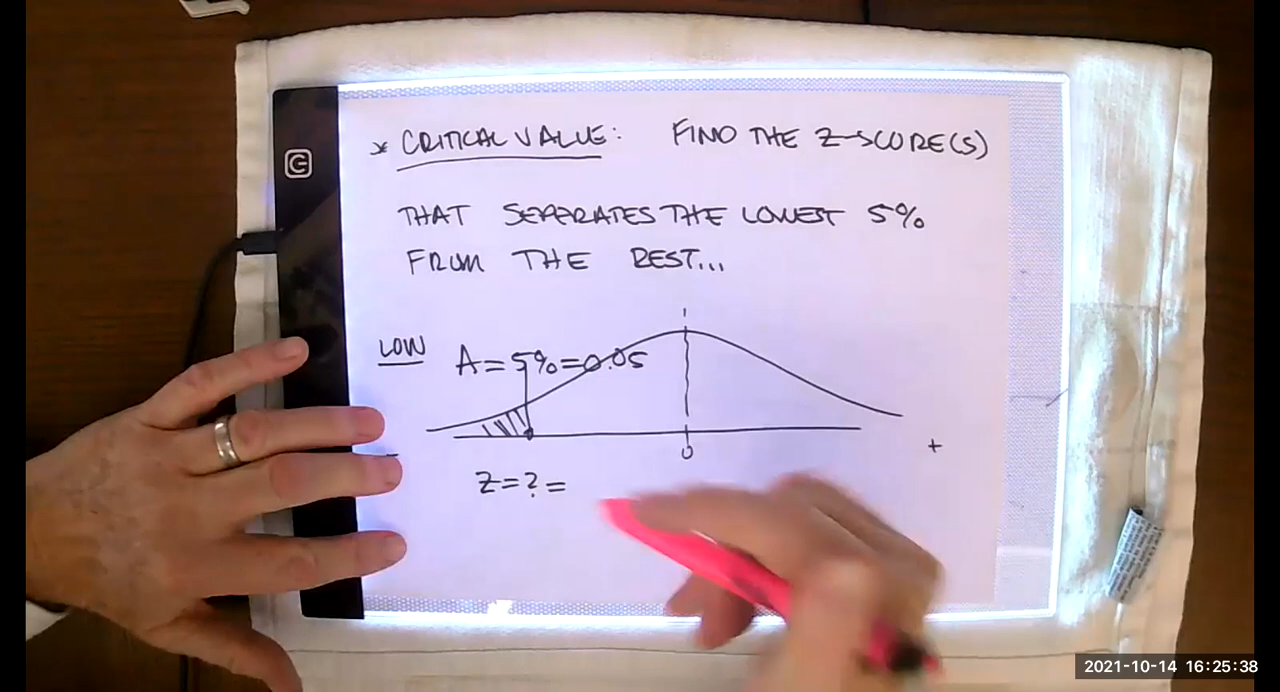 * CRITICAL VALUE: FIND THE Z-SCORE(S)
THAT SEPERATES THE LOWEST 5%
FROM THE REST...
LOW A=5%=0.05
0
- +
Z=?=
2021-10-14 16:25:38